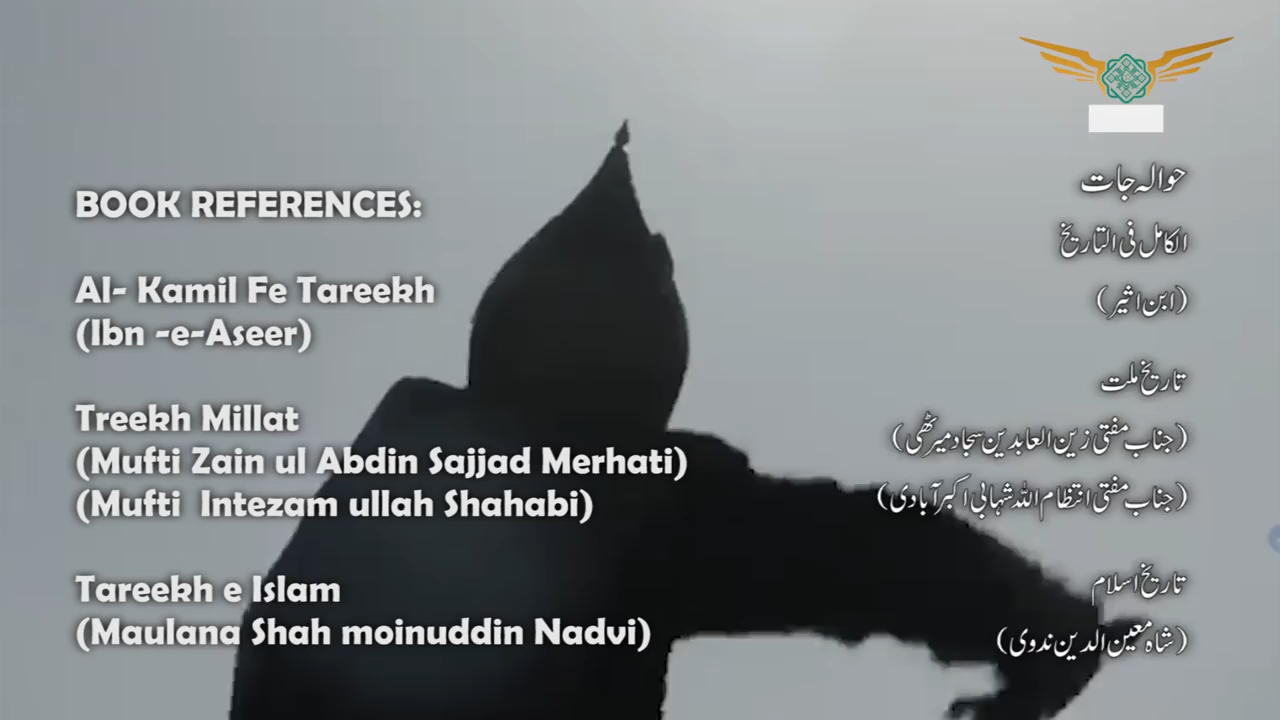 BOOK REFERENCES:
Al- Kamil Fe Tareekh
(Ibn -e-Aseer)
Treekh Millat
(Mufti Zain ul Abdin Sajjad Merhati)
(Mufti Intezam ullah Shahabi)
Tareekh e Islam
(Maulana Shah moinuddin Nadvi)
حوالہ جات
الکامل فی التاریخ
(ابن اثیر)
تاریخ ملت
(جناب مفتی زین العابدین سجاد میرٹھی)
(جناب مفتی انتظام اللہ شہابی اکبر آبادی)
تاریخ اسلام
(شاہ معین الدین ندوی)